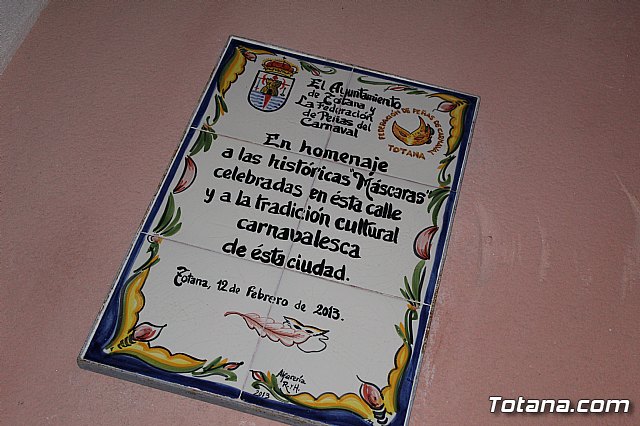 El Ayuntamiento
de Totana y
La Federación
de Peñas del
Carnaval
FEDERACIÓN DE PEÑAS DE CARNAVAL
TOTANA
En homenaje
a las históricas "Máscaras"
celebradas en ésta calle
y a la tradición cultural
carnavalesca
de ésta ciudad.
Totana, 12 de Febrero de 2013.
Alfarería
2013
Totana.com